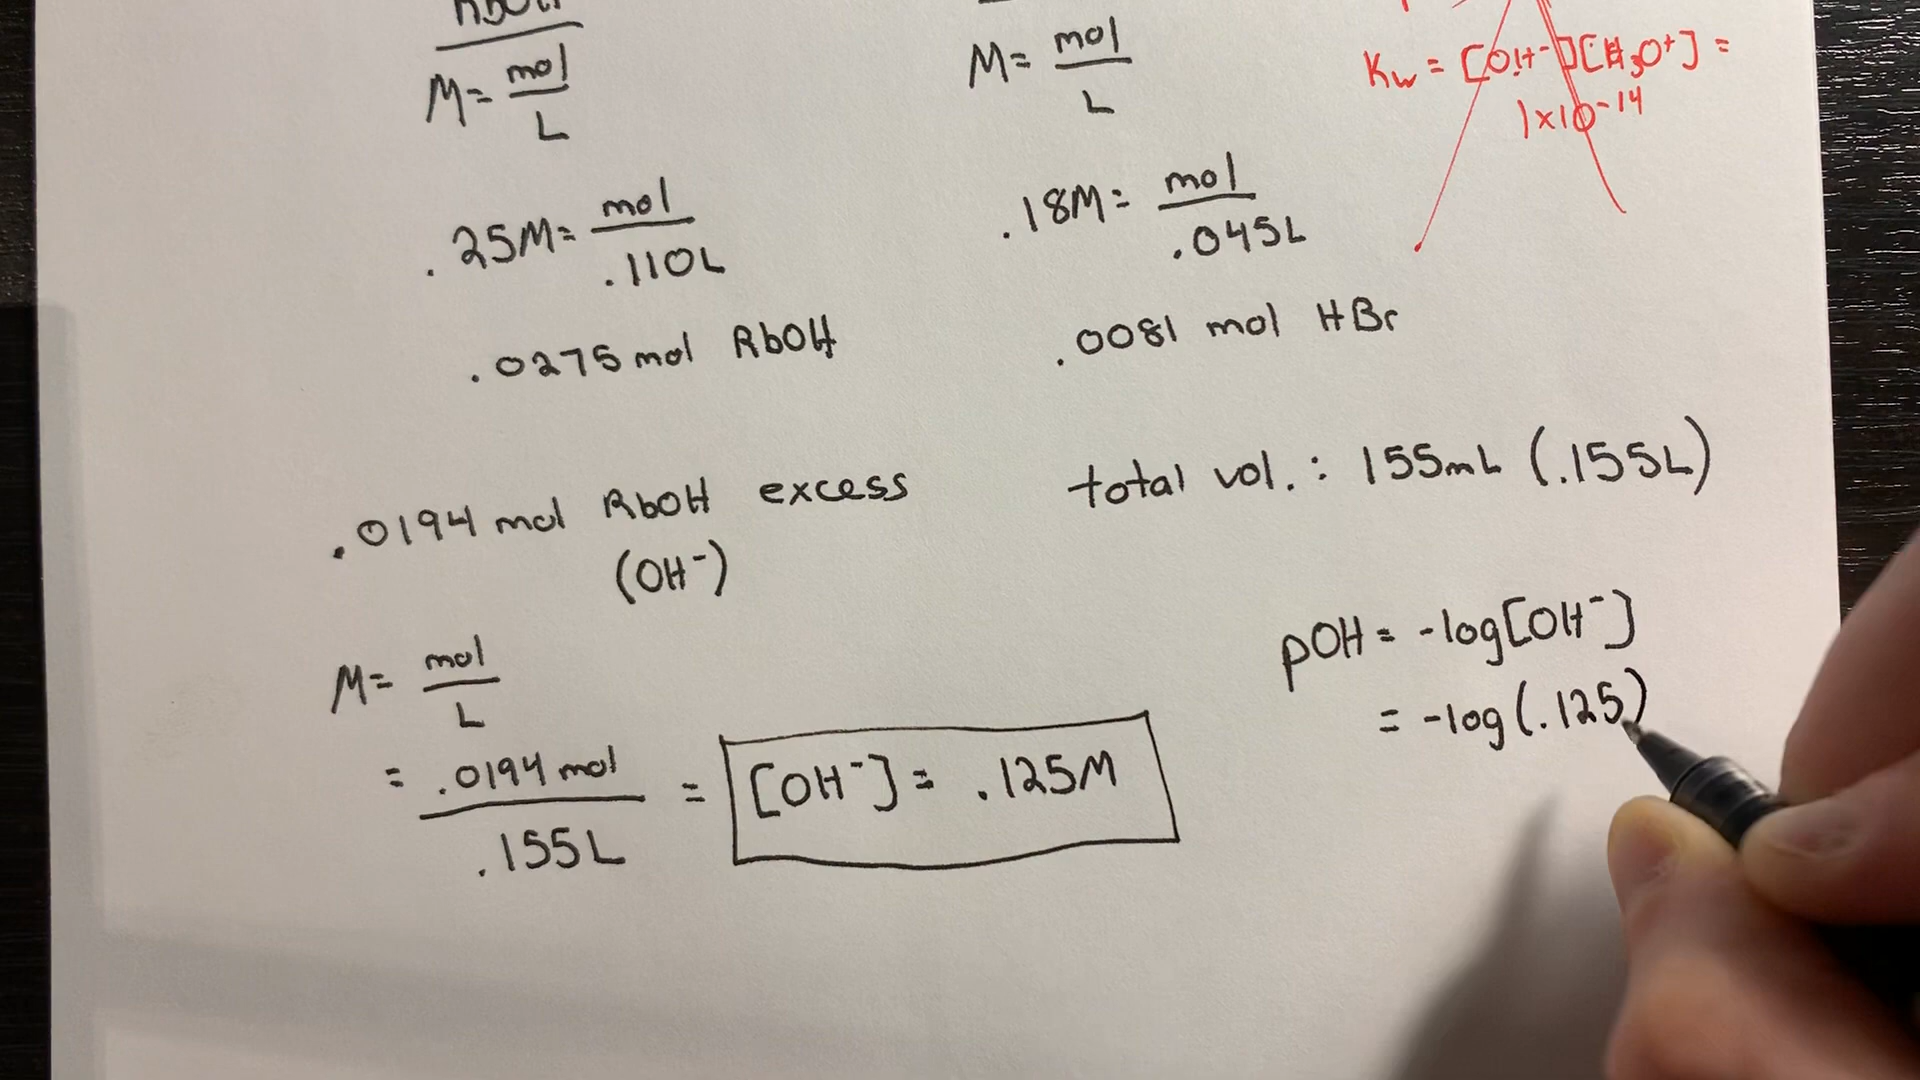 RbOH
M= mol
L
M= mol
L
Kw = [OH⁻][H₃O⁺] =
1x10⁻¹⁴
.25M= mol
.110L
.18M= mol
.045L
.0275 mol RbOH
.0081 mol HBr
.0194 mol RbOH excess
(OH⁻)
total vol.: 155mL (.155L)
M= mol
L
= .0194 mol
.155L
= [OH⁻]= .125M
pOH= -log[OH⁻]
= -log(.125)